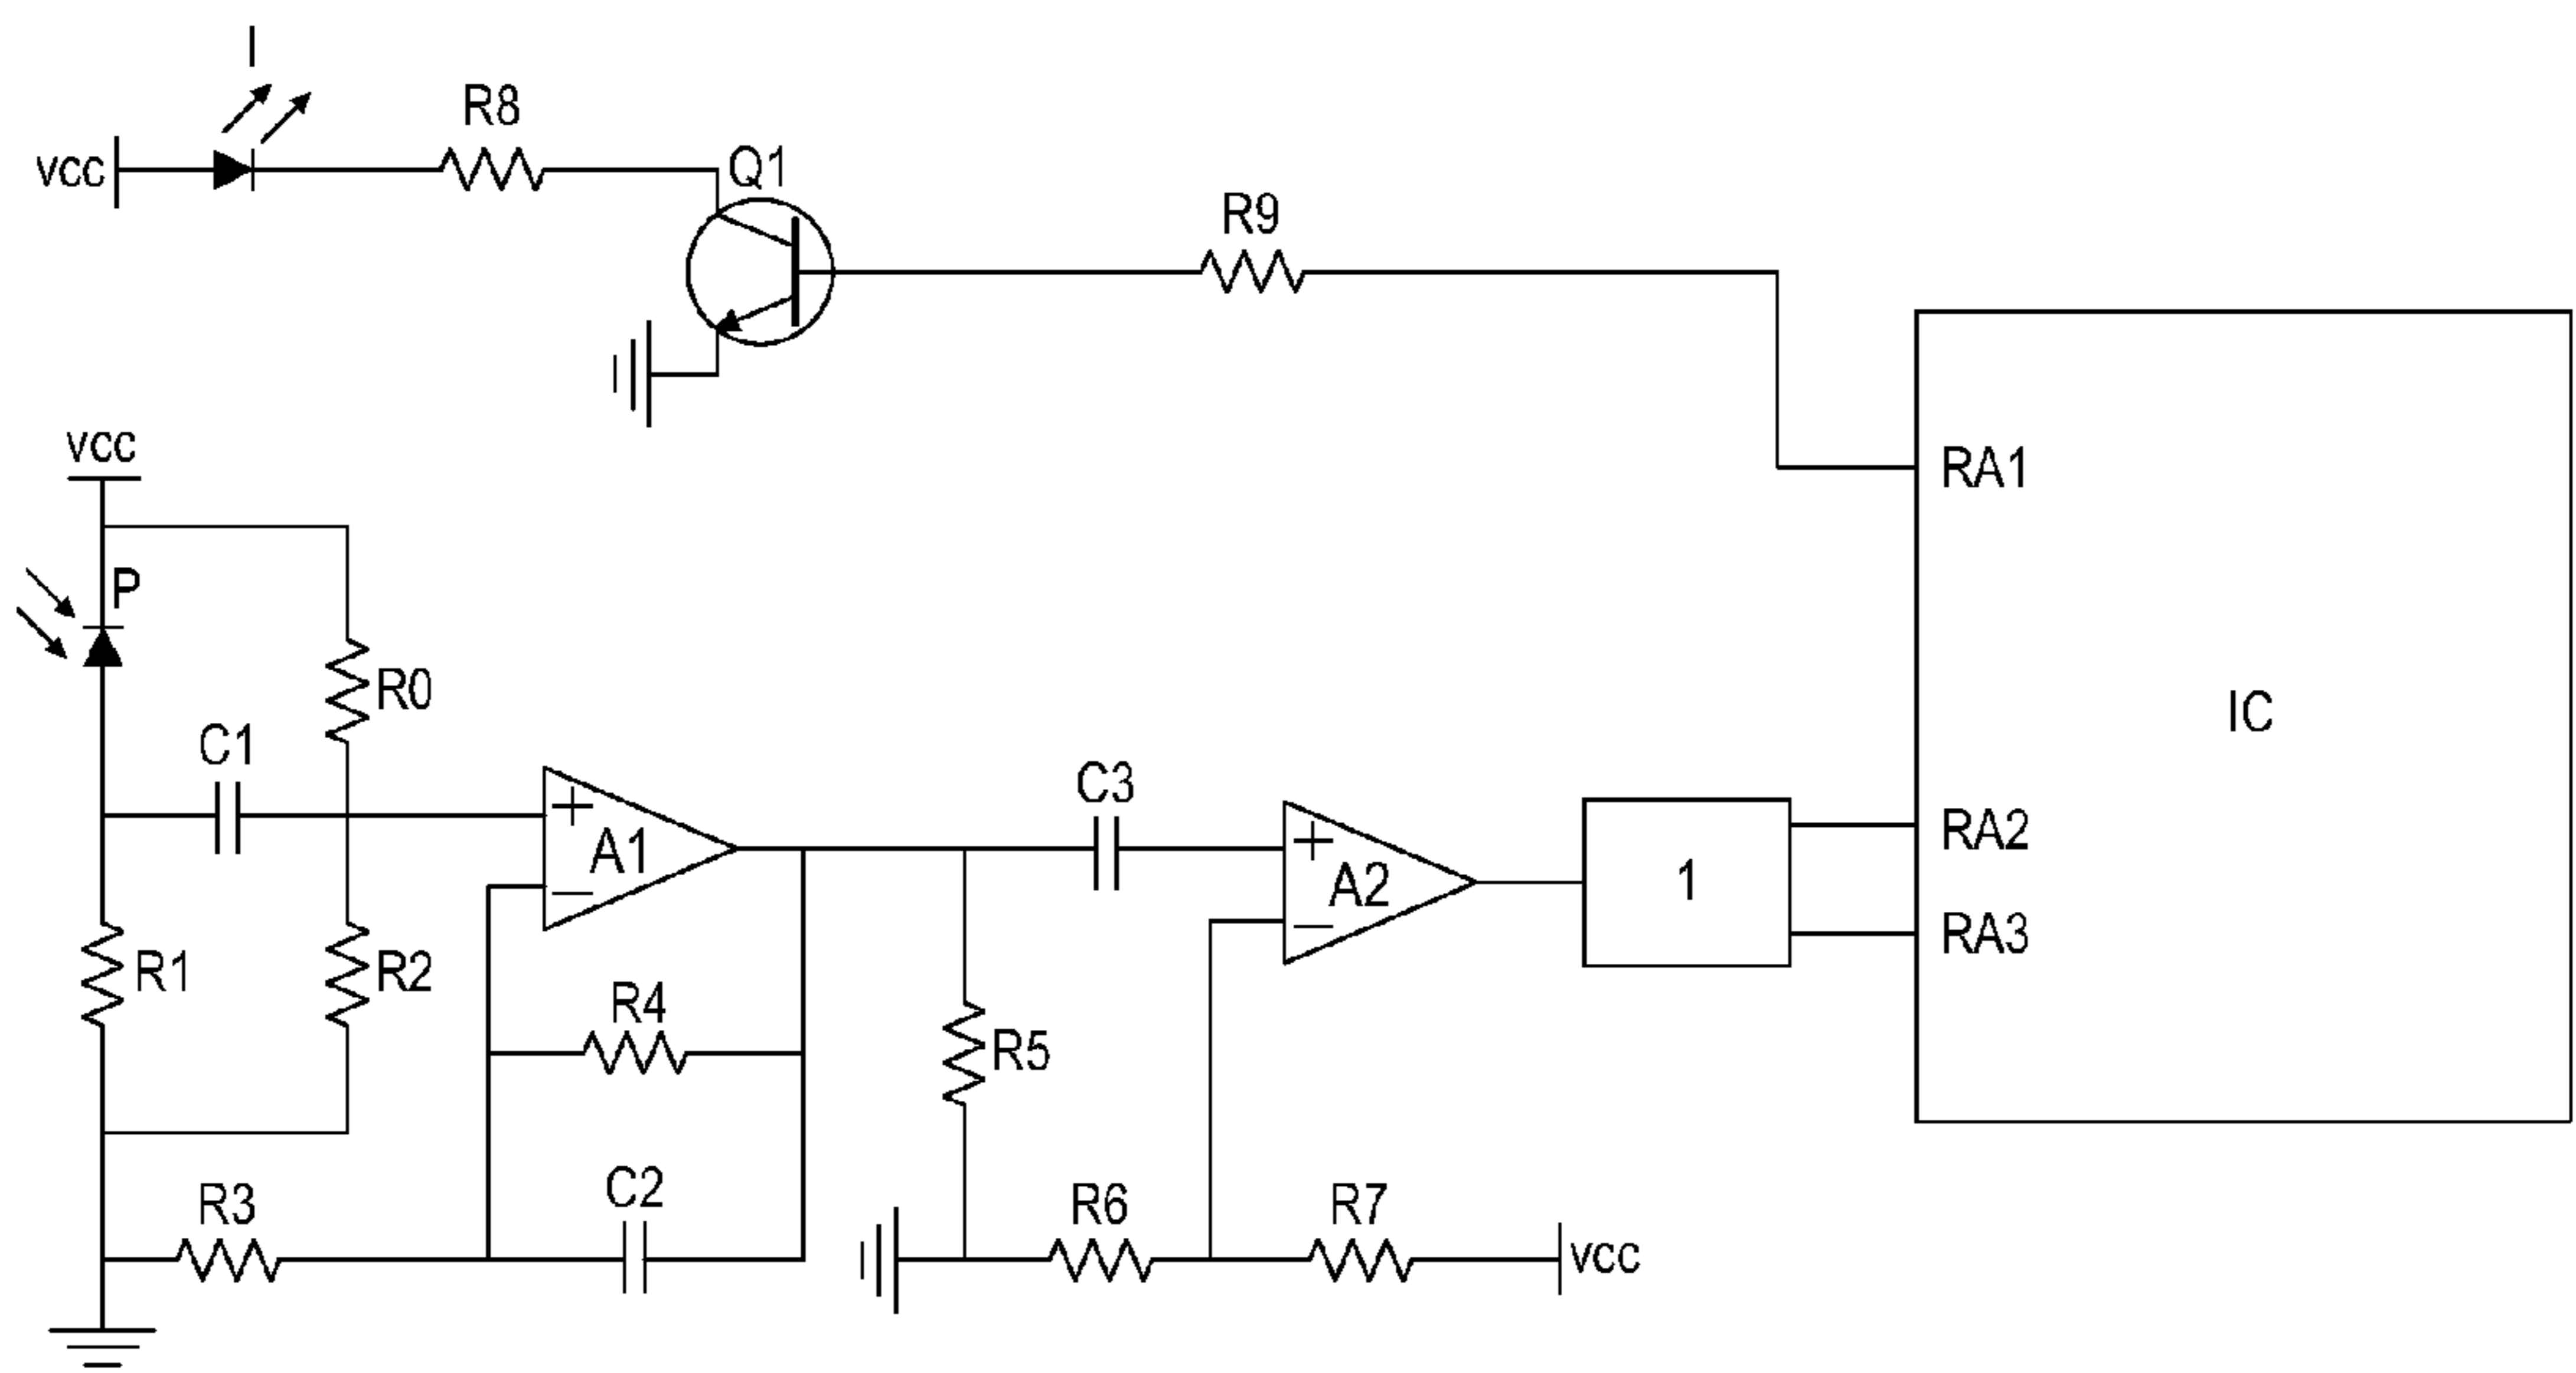 I
R8
vcc
Q1
R9
vcc
RA1
P
R0
IC
C1
C3
RA2
+
A1
+
A2
1
−
−
RA3
R1
R2
R4
R5
C2
R3
R6
R7
vcc